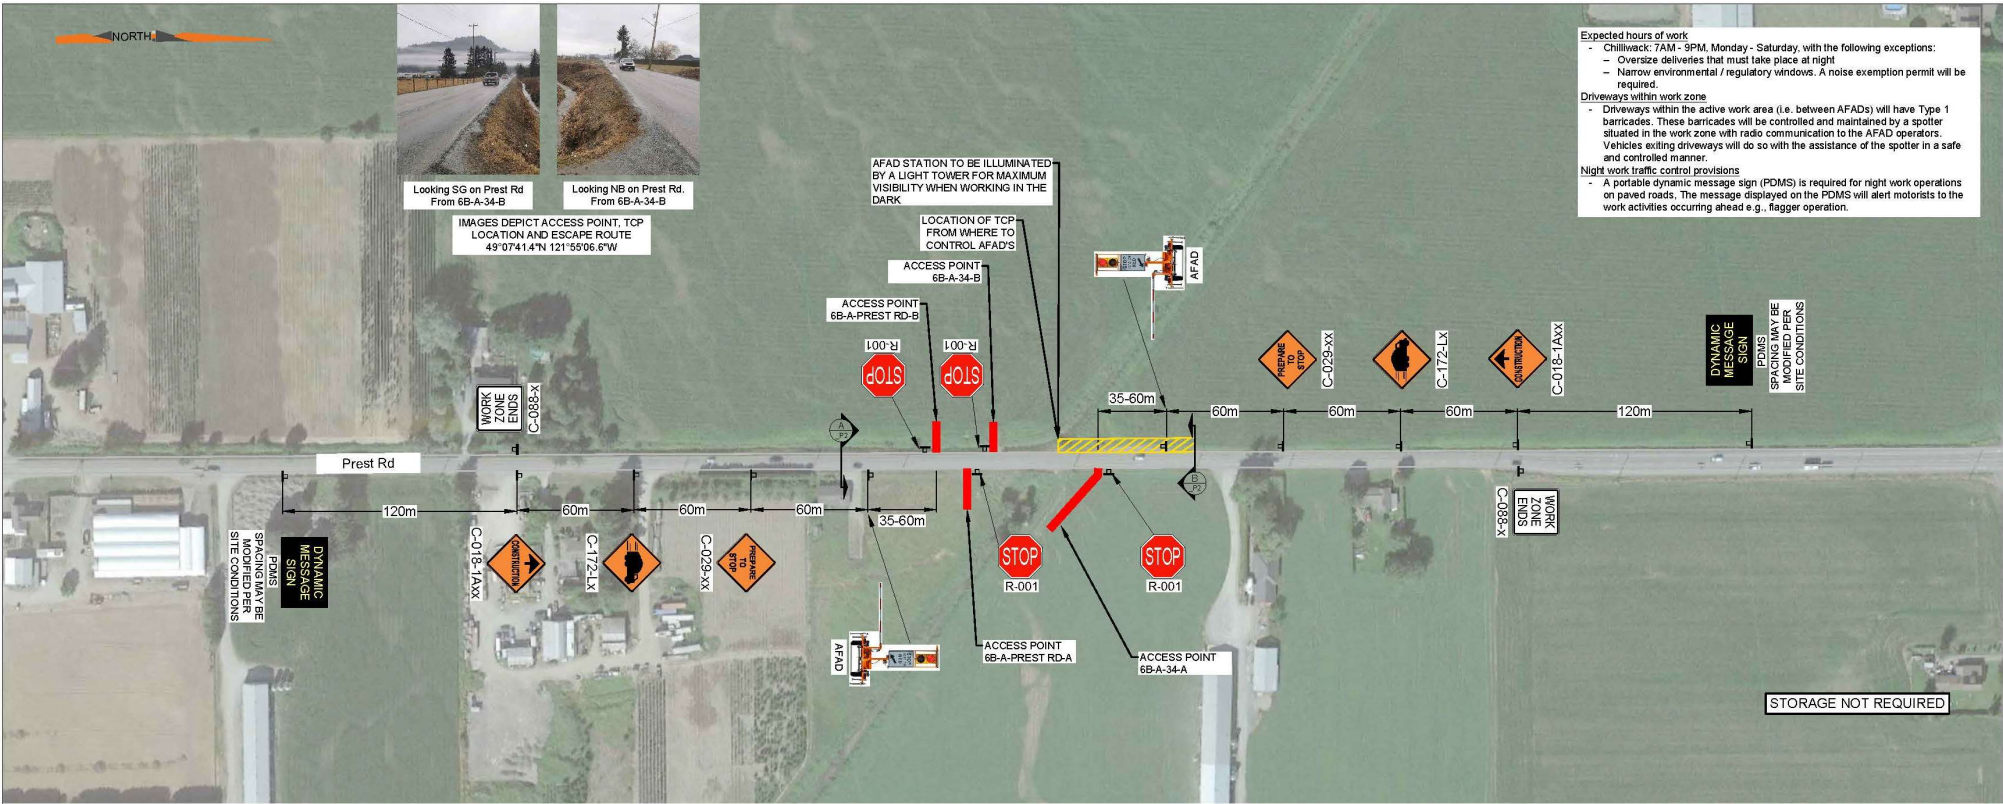 NORTH
Looking SG on Prest Rd
From 6B-A-34-B
Looking NB on Prest Rd.
From 6B-A-34-B
IMAGES DEPICT ACCESS POINT, TCP
LOCATION AND ESCAPE ROUTE
49°07'41.4"N 121°55'06.6"W
Expected hours of work
- Chilliwack: 7AM - 9PM, Monday - Saturday, with the following exceptions:
– Oversize deliveries that must take place at night
– Narrow environmental / regulatory windows. A noise exemption permit will be
required.
Driveways within work zone
- Driveways within the active work area (i.e. between AFADs) will have Type 1
barricades. These barricades will be controlled and maintained by a spotter
situated in the work zone with radio communication to the AFAD operators.
Vehicles exiting driveways will do so with the assistance of the spotter in a safe
and controlled manner.
Night work traffic control provisions
- A portable dynamic message sign (PDMS) is required for night work operations
on paved roads, The message displayed on the PDMS will alert motorists to the
work activities occurring ahead e.g., flagger operation.
AFAD STATION TO BE ILLUMINATED
BY A LIGHT TOWER FOR MAXIMUM
VISIBILITY WHEN WORKING IN THE
DARK
LOCATION OF TCP
FROM WHERE TO
CONTROL AFAD'S
ACCESS POINT
6B-A-34-B
ACCESS POINT
6B-A-PREST RD-B
AFAD
R-001
STOP
R-001
STOP
PREPARE
TO
STOP
C-029-xx
C-172-Lx
CONSTRUCTION
C-018-1Axx
DYNAMIC
MESSAGE
SIGN
PDMS
SPACING MAY BE
MODIFIED PER
SITE CONDITIONS
WORK
ZONE
ENDS
C-088-x
35-60m
60m
60m
60m
120m
A
P2
Prest Rd
B
P2
120m
60m
60m
60m
35-60m
SPACING MAY BE
MODIFIED PER
SITE CONDITIONS
PDMS
DYNAMIC
MESSAGE
SIGN
C-018-1Axx
CONSTRUCTION
C-172-Lx
C-029-xx
PREPARE
TO
STOP
STOP
R-001
STOP
R-001
C-088-x
WORK
ZONE
ENDS
AFAD
ACCESS POINT
6B-A-PREST RD-A
ACCESS POINT
6B-A-34-A
STORAGE NOT REQUIRED